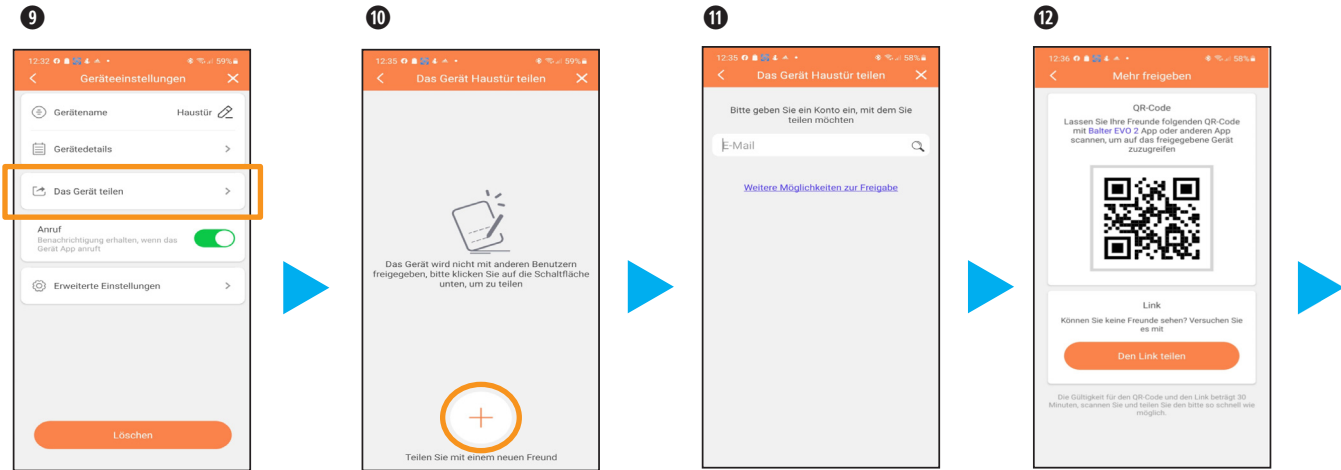 9
12:32
59%
Geräteeinstellungen
Gerätename
Haustür
Gerätedetails
Das Gerät teilen
Anruf
Benachrichtigung erhalten, wenn das
Gerät App anruft
Erweiterte Einstellungen
Löschen
10
12:35
59%
Das Gerät Haustür teilen
Das Gerät wird nicht mit anderen Benutzern
freigegeben, bitte klicken Sie auf die Schaltfläche
unten, um zu teilen
Teilen Sie mit einem neuen Freund
11
12:35
58%
Das Gerät Haustür teilen
Bitte geben Sie ein Konto ein, mit dem Sie
teilen möchten
E-Mail
Weitere Möglichkeiten zur Freigabe
12
12:36
58%
Mehr freigeben
QR-Code
Lassen Sie Ihre Freunde folgenden QR-Code
mit Balter EVO 2 App oder anderen App
scannen, um auf das freigegebene Gerät
zuzugreifen
Link
Können Sie keine Freunde sehen? Versuchen Sie
es mit
Den Link teilen
Die Gültigkeit für den QR-Code und den Link beträgt 30
Minuten, scannen Sie und teilen Sie den bitte so schnell wie
möglich.